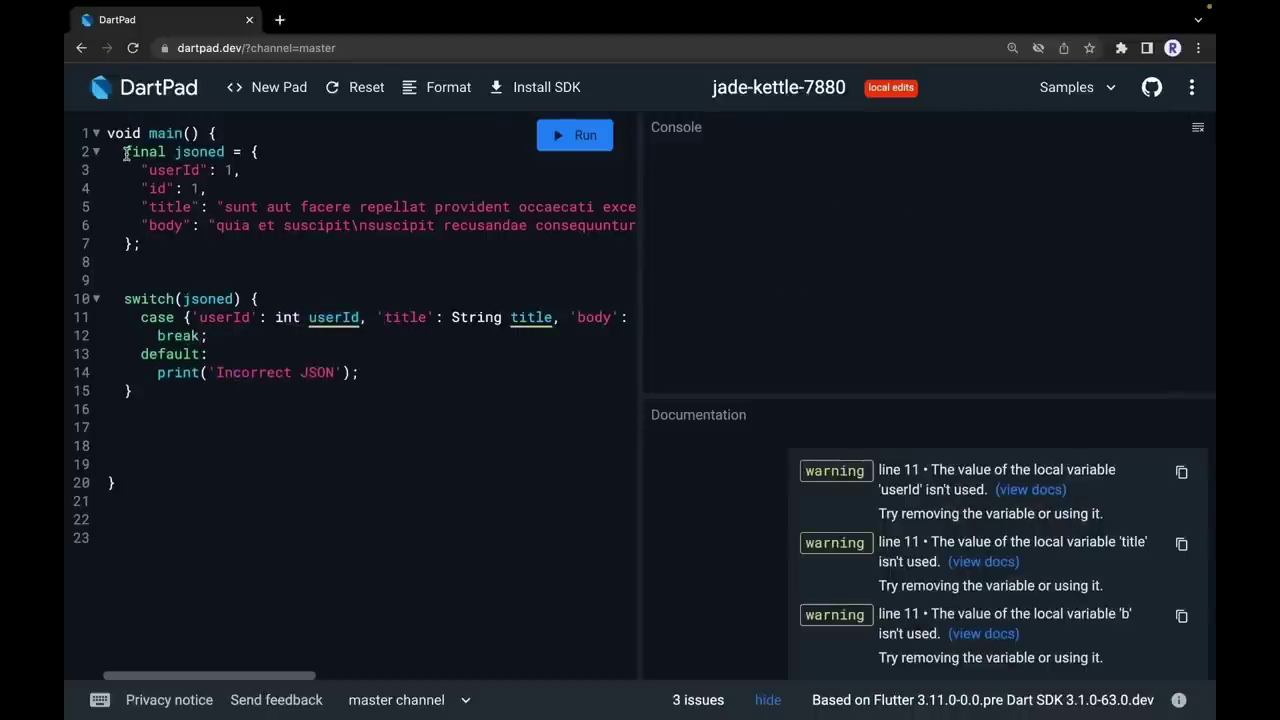 DartPad
dartpad.dev/?channel=master
R
DartPad
New Pad
Reset
Format
Install SDK
jade-kettle-7880
local edits
Samples
1 void main() {
2 final jsoned = {
3 "userId": 1,
4 "id": 1,
5 "title": "sunt aut facere repellat provident occaecati exce
6 "body": "quia et suscipit\nsuscipit recusandae consequuntur
7 };
8
9
10 switch(jsoned) {
11 case {'userId': int userId, 'title': String title, 'body':
12 break;
13 default:
14 print('Incorrect JSON');
15 }
16
17
18
19
20 }
21
22
23
Run
Console
Documentation
warning line 11 • The value of the local variable
'userId' isn't used. (view docs)
Try removing the variable or using it.
warning line 11 • The value of the local variable 'title'
isn't used. (view docs)
Try removing the variable or using it.
warning line 11 • The value of the local variable 'b'
isn't used. (view docs)
Try removing the variable or using it.
Privacy notice
Send feedback
master channel
3 issues
hide
Based on Flutter 3.11.0-0.0.pre Dart SDK 3.1.0-63.0.dev